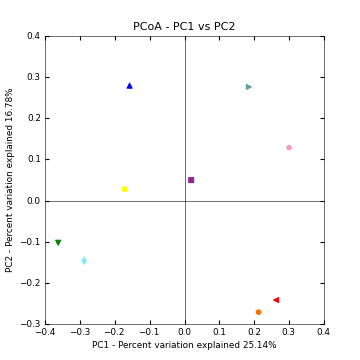 PCoA - PC1 vs PC2
0.4
0.3
0.2
0.1
0.0
−0.1
−0.2
−0.3
PC2 - Percent variation explained 16.78%
−0.4 −0.3 −0.2 −0.1 0.0 0.1 0.2 0.3 0.4
PC1 - Percent variation explained 25.14%